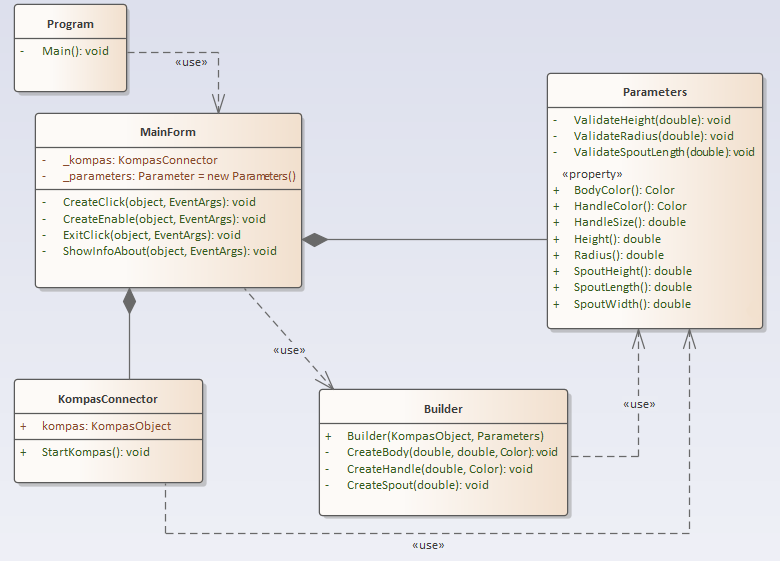 Program
- Main(): void
«use»
MainForm
- _kompas: KompasConnector
- _parameters: Parameter = new Parameters()
- CreateClick(object, EventArgs): void
- CreateEnable(object, EventArgs): void
- ExitClick(object, EventArgs): void
- ShowInfoAbout(object, EventArgs): void
Parameters
- ValidateHeight(double): void
- ValidateRadius(double): void
- ValidateSpoutLength(double): void
«property»
+ BodyColor(): Color
+ HandleColor(): Color
+ HandleSize(): double
+ Height(): double
+ Radius(): double
+ SpoutHeight(): double
+ SpoutLength(): double
+ SpoutWidth(): double
«use»
KompasConnector
+ kompas: KompasObject
+ StartKompas(): void
Builder
+ Builder(KompasObject, Parameters)
- CreateBody(double, double, Color): void
- CreateHandle(double, Color): void
- CreateSpout(double): void
«use»
«use»